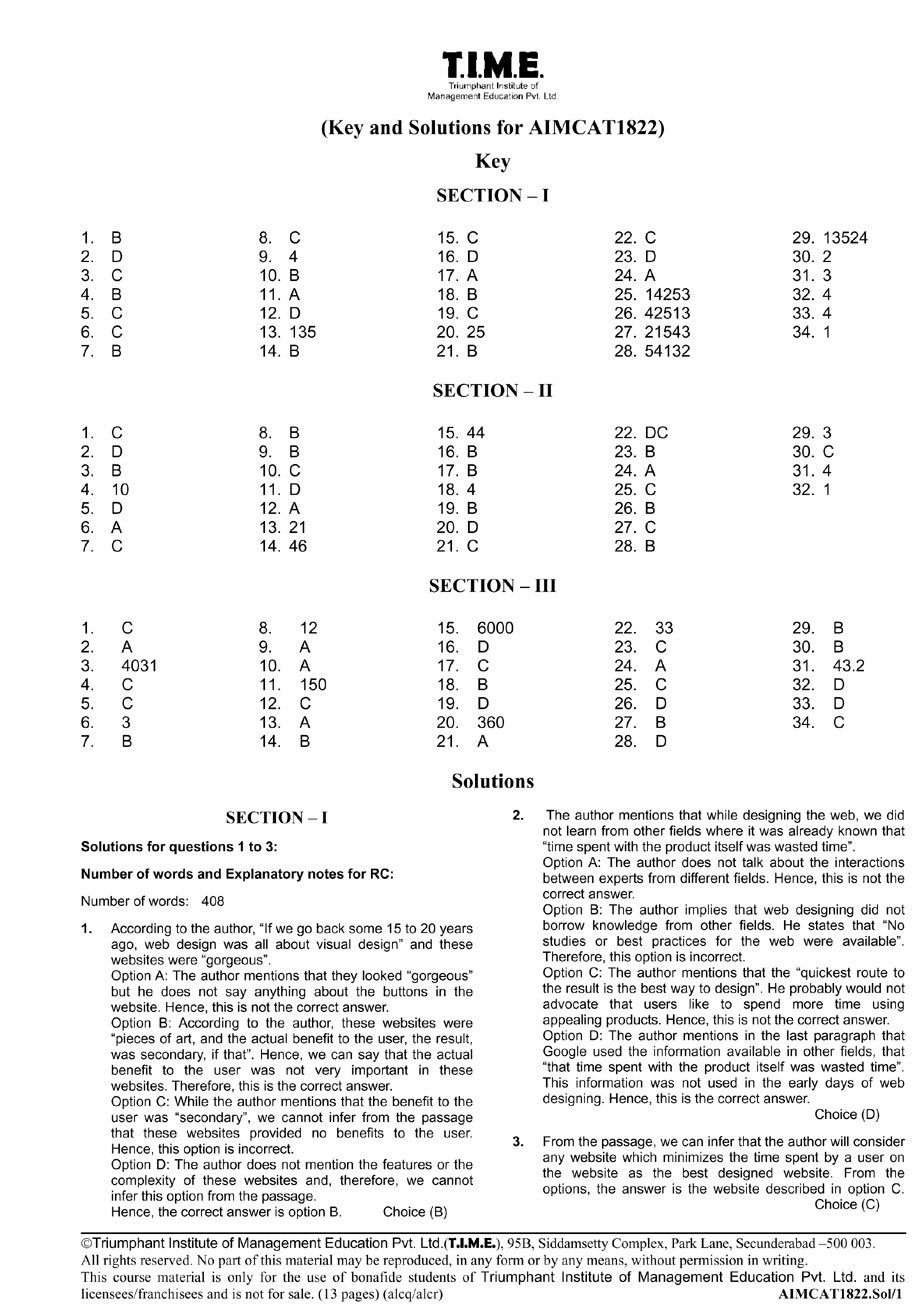 T.I.M.E.
Triumphant Institute of
Management Education Pvt. Ltd.
(Key and Solutions for AIMCAT1822)
Key
SECTION – I
1. B 8. C 15. C 22. C 29. 13524
2. D 9. 4 16. D 23. D 30. 2
3. C 10. B 17. A 24. A 31. 3
4. B 11. A 18. B 25. 14253 32. 4
5. C 12. D 19. C 26. 42513 33. 4
6. C 13. 135 20. 25 27. 21543 34. 1
7. B 14. B 21. B 28. 54132
SECTION – II
1. C 8. B 15. 44 22. DC 29. 3
2. D 9. B 16. B 23. B 30. C
3. B 10. C 17. B 24. A 31. 4
4. 10 11. D 18. 4 25. C 32. 1
5. D 12. A 19. B 26. B
6. A 13. 21 20. D 27. C
7. C 14. 46 21. C 28. B
SECTION – III
1. C 8. 12 15. 6000 22. 33 29. B
2. A 9. A 16. D 23. C 30. B
3. 4031 10. A 17. C 24. A 31. 43.2
4. C 11. 150 18. B 25. C 32. D
5. C 12. C 19. D 26. D 33. D
6. 3 13. A 20. 360 27. B 34. C
7. B 14. B 21. A 28. D
Solutions
SECTION – I
Solutions for questions 1 to 3:
Number of words and Explanatory notes for RC:
Number of words: 408
1. According to the author, “If we go back some 15 to 20 years
ago, web design was all about visual design” and these
websites were “gorgeous”.
Option A: The author mentions that they looked “gorgeous”
but he does not say anything about the buttons in the
website. Hence, this is not the correct answer.
Option B: According to the author, these websites were
“pieces of art, and the actual benefit to the user, the result,
was secondary, if that”. Hence, we can say that the actual
benefit to the user was not very important in these
websites. Therefore, this is the correct answer.
Option C: While the author mentions that the benefit to the
user was “secondary”, we cannot infer from the passage
that these websites provided no benefits to the user.
Hence, this option is incorrect.
Option D: The author does not mention the features or the
complexity of these websites and, therefore, we cannot
infer this option from the passage.
Hence, the correct answer is option B. Choice (B)
2. The author mentions that while designing the web, we did
not learn from other fields where it was already known that
“time spent with the product itself was wasted time”.
Option A: The author does not talk about the interactions
between experts from different fields. Hence, this is not the
correct answer.
Option B: The author implies that web designing did not
borrow knowledge from other fields. He states that “No
studies or best practices for the web were available”.
Therefore, this option is incorrect.
Option C: The author mentions that the “quickest route to
the result is the best way to design”. He probably would not
advocate that users like to spend more time using
appealing products. Hence, this is not the correct answer.
Option D: The author mentions in the last paragraph that
Google used the information available in other fields, that
“that time spent with the product itself was wasted time”.
This information was not used in the early days of web
designing. Hence, this is the correct answer.
Choice (D)
3. From the passage, we can infer that the author will consider
any website which minimizes the time spent by a user on
the website as the best designed website. From the
options, the answer is the website described in option C.
Choice (C)
©Triumphant Institute of Management Education Pvt. Ltd.(T.I.M.E.), 95B, Siddamsetty Complex, Park Lane, Secunderabad –500 003.
All rights reserved. No part of this material may be reproduced, in any form or by any means, without permission in writing.
This course material is only for the use of bonafide students of Triumphant Institute of Management Education Pvt. Ltd. and its
licensees/franchisees and is not for sale. (13 pages) (alcq/alcr) AIMCAT1822.Sol/1